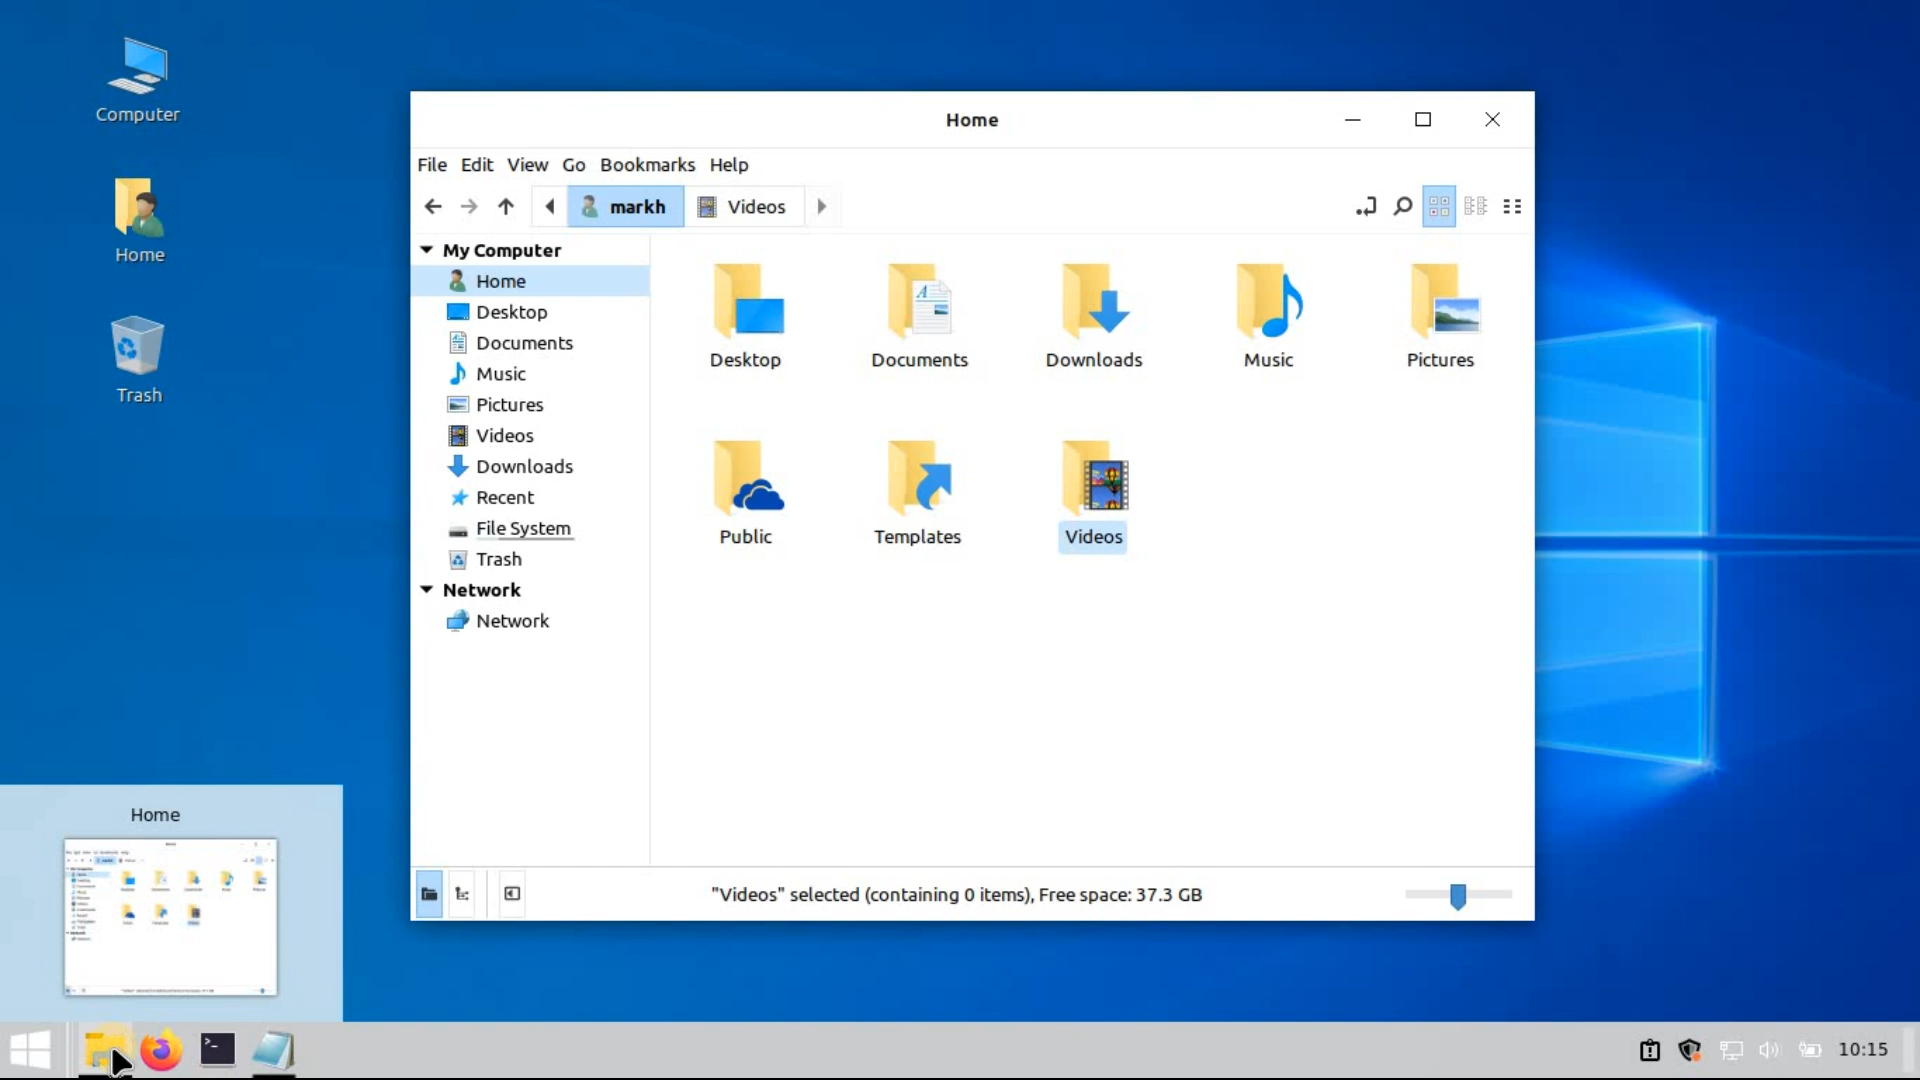 Computer
Home
Trash
Home
File Edit View Go Bookmarks Help
markh Videos
My Computer
Home
Desktop
Documents
Music
Pictures
Videos
Downloads
Recent
File System
Trash
Network
Network
Desktop Documents Downloads Music Pictures
Public Templates Videos
"Videos" selected (containing 0 items), Free space: 37.3 GB
Home
10:15